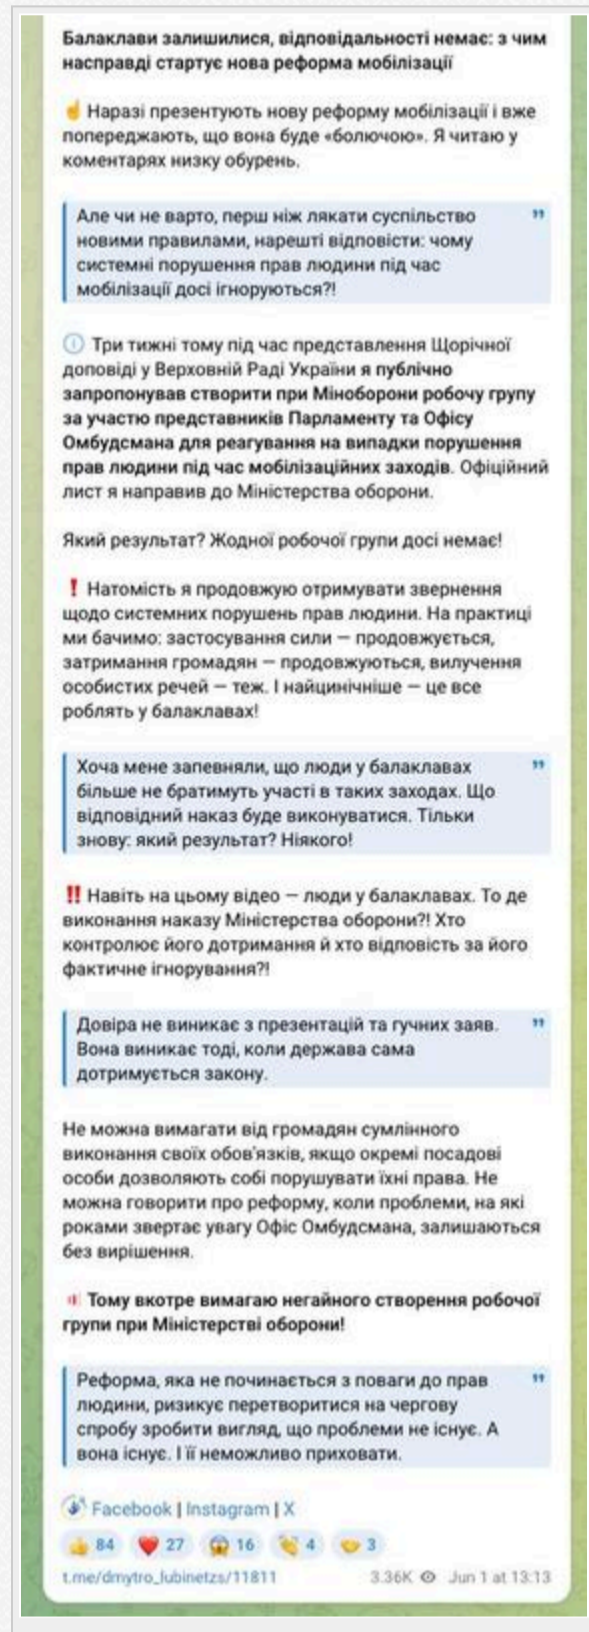 Балаклави залишилися, відповідальності немає: з чим
насправді стартує нова реформа мобілізації
☝️ Наразі презентують нову реформу мобілізації і вже
попереджають, що вона буде «болючою». Я читаю у
коментарях низку обурень.
Але чи не варто, перш ніж лякати суспільство
новими правилами, нарешті відповісти: чому
системні порушення прав людини під час
мобілізації досі ігноруються?!
Три тижні тому під час представлення Щорічної
доповіді у Верховній Раді України я публічно
запропонував створити при Міноборони робочу групу
за участю представників Парламенту та Офісу
Омбудсмана для реагування на випадки порушення
прав людини під час мобілізаційних заходів. Офіційний
лист я направив до Міністерства оборони.
Який результат? Жодної робочої групи досі немає!
❗ Натомість я продовжую отримувати звернення
щодо системних порушень прав людини. На практиці
ми бачимо: застосування сили — продовжується,
затримання громадян — продовжуються, вилучення
особистих речей — теж. І найцинічніше — це все
роблять у балаклавах!
Хоча мене запевняли, що люди у балаклавах
більше не братимуть участі в таких заходах. Що
відповідний наказ буде виконуватися. Тільки
знову: який результат? Ніякого!
‼️ Навіть на цьому відео — люди у балаклавах. То де
виконання наказу Міністерства оборони?! Хто
контролює його дотримання й хто відповість за його
фактичне ігнорування?!
Довіра не виникає з презентацій та гучних заяв.
Вона виникає тоді, коли держава сама
дотримується закону.
Не можна вимагати від громадян сумлінного
виконання своїх обов'язків, якщо окремі посадові
особи дозволяють собі порушувати їхні права. Не
можна говорити про реформу, коли проблеми, на які
роками звертає увагу Офіс Омбудсмана, залишаються
без вирішення.
Тому вкотре вимагаю негайного створення робочої
групи при Міністерстві оборони!
Реформа, яка не починається з поваги до прав
людини, ризикує перетворитися на чергову
спробу зробити вигляд, що проблеми не існує. А
вона існує. І її неможливо приховати.
Facebook | Instagram | X
84 27 16 4 3
t.me/dmytro_lubinetzs/11811 3.36K Jun 1 at 13:13